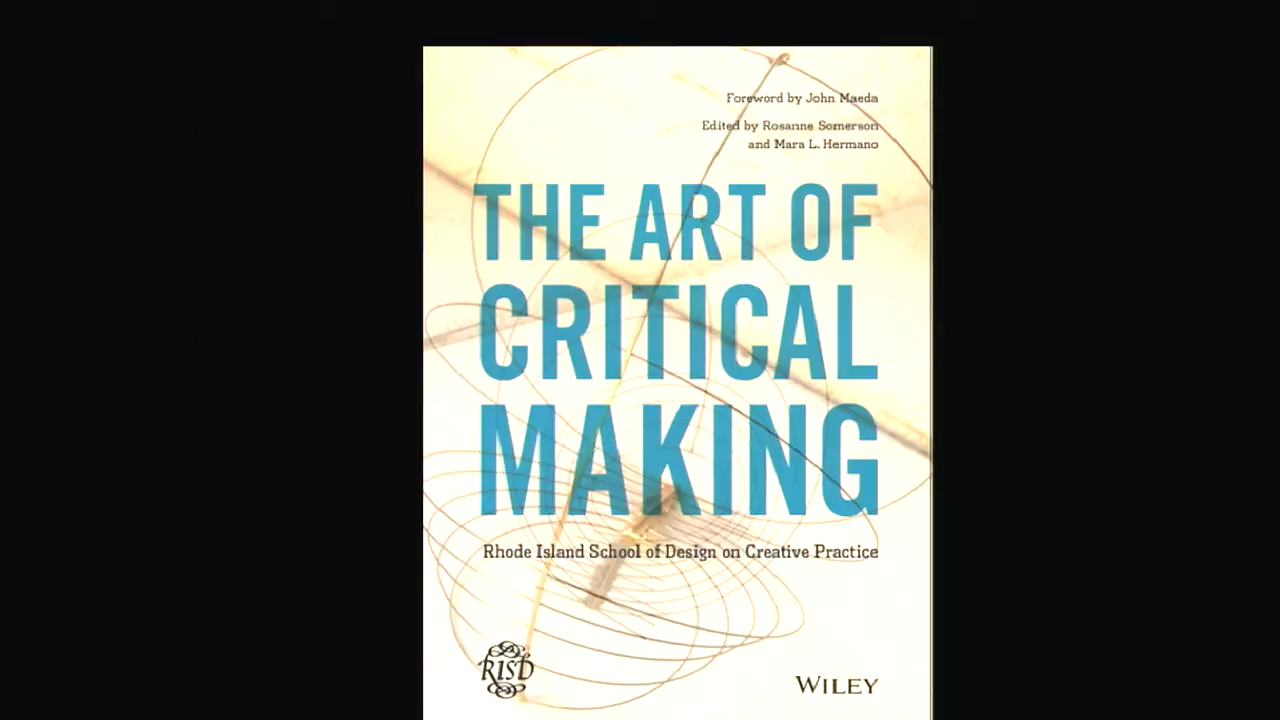 Foreword by John Maeda
Edited by Rosanne Somerson
and Mara L. Hermano
THE ART OF
CRITICAL
MAKING
Rhode Island School of Design on Creative Practice
RISD
WILEY